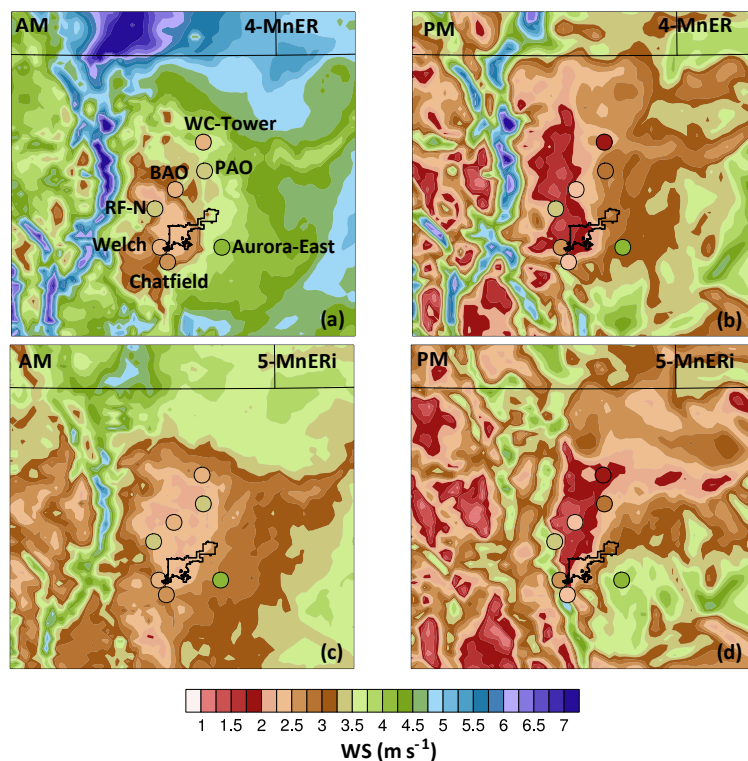 AM 4-MnER
WC-Tower
PAO
BAO
RF-N
Welch
Aurora-East
Chatfield
(a)
PM 4-MnER
(b)
AM 5-MnERi
(c)
PM 5-MnERi
(d)
1 1.5 2 2.5 3 3.5 4 4.5 5 5.5 6 6.5 7
WS (m s⁻¹)